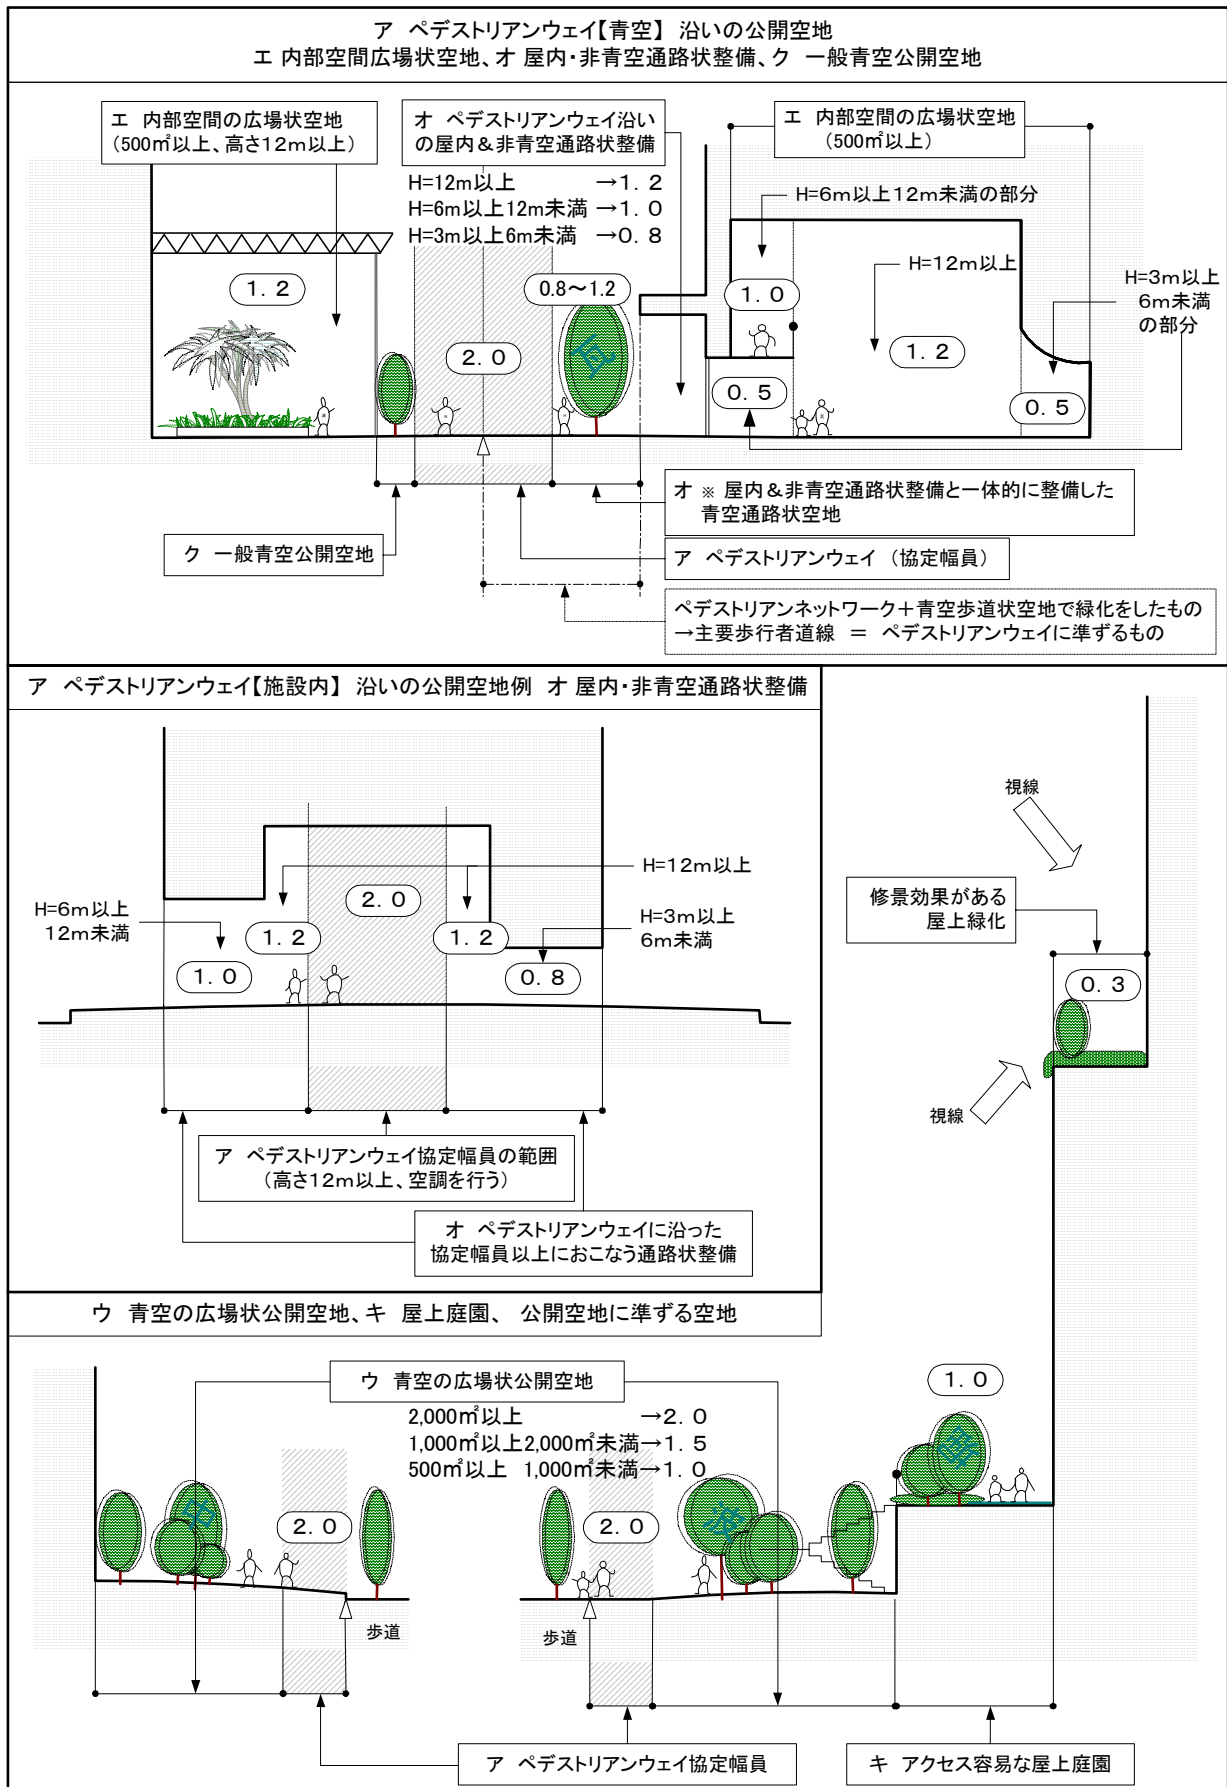 ア ペデストリアンウェイ【青空】 沿いの公開空地
エ 内部空間広場状空地、オ 屋内・非青空通路状整備、ク 一般青空公開空地
エ 内部空間の広場状空地
(500㎡以上、高さ12m以上)
オ ペデストリアンウェイ沿い
の屋内&非青空通路状整備
H=12m以上 →1.2
H=6m以上12m未満 →1.0
H=3m以上6m未満 →0.8
エ 内部空間の広場状空地
(500㎡以上)
H=6m以上12m未満の部分
H=12m以上
H=3m以上
6m未満
の部分
1.2
2.0
0.8~1.2
1.0
0.5
1.2
0.5
オ ※ 屋内&非青空通路状整備と一体的に整備した
青空通路状空地
ク 一般青空公開空地
ア ペデストリアンウェイ (協定幅員)
ペデストリアンネットワーク+青空歩道状空地で緑化をしたもの
→主要歩行者道線 = ペデストリアンウェイに準ずるもの
ア ペデストリアンウェイ【施設内】 沿いの公開空地例 オ 屋内・非青空通路状整備
H=12m以上
H=6m以上
12m未満
H=3m以上
6m未満
2.0
1.2
1.2
1.0
0.8
ア ペデストリアンウェイ協定幅員の範囲
(高さ12m以上、空調を行う)
オ ペデストリアンウェイに沿った
協定幅員以上におこなう通路状整備
視線
修景効果がある
屋上緑化
0.3
視線
ウ 青空の広場状公開空地、キ 屋上庭園、 公開空地に準ずる空地
ウ 青空の広場状公開空地
2,000㎡以上 →2.0
1,000㎡以上2,000㎡未満→1.5
500㎡以上 1,000㎡未満→1.0
1.0
2.0
2.0
波
歩道
歩道
ア ペデストリアンウェイ協定幅員
キ アクセス容易な屋上庭園